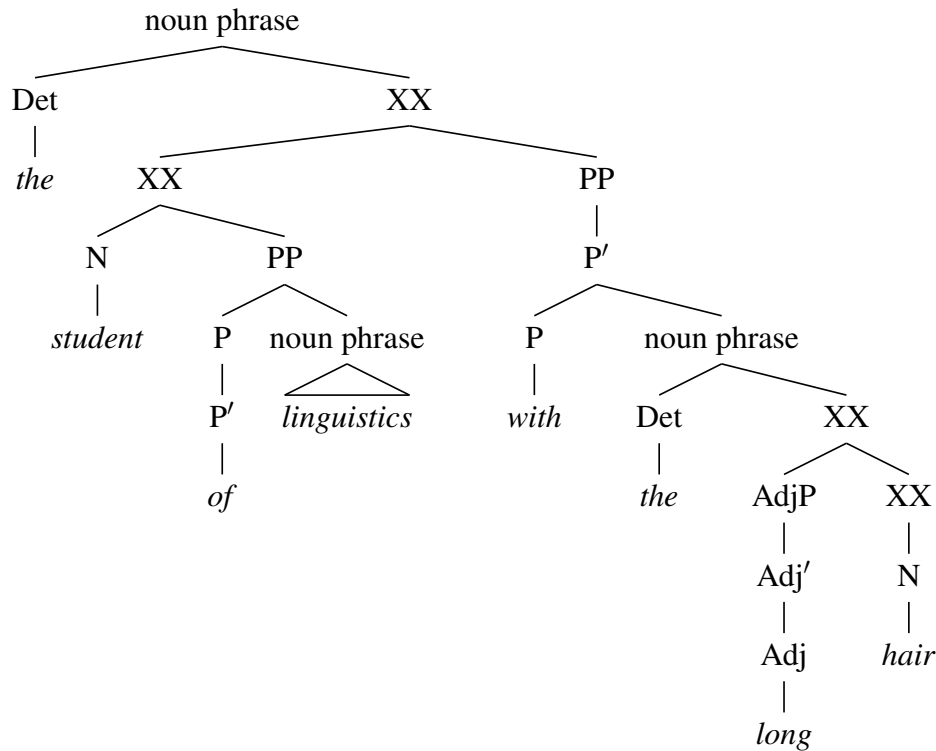 noun phrase
Det XX
the XX PP
N PP P′
student P noun phrase P noun phrase
P′ linguistics with Det XX
of the AdjP XX
Adj′ N
Adj hair
long